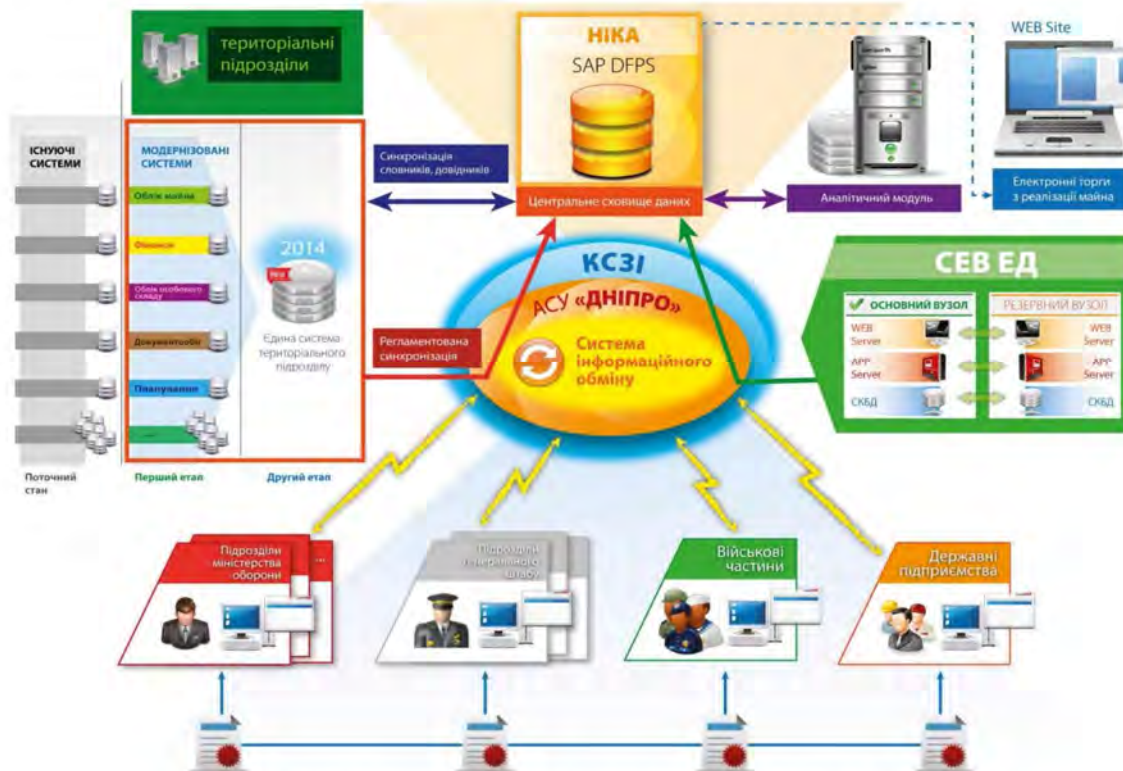 територіальні
підрозділи
НІКА
SAP DFPS
Центральне сховище даних
WEB Site
Електронні торги
з реалізації майна
Аналітичний модуль
ІСНУЮЧІ
СИСТЕМИ
МОДЕРНІЗОВАНІ
СИСТЕМИ
Облік майна
Фінанси
Облік особового
складу
Документообіг
Планування
2014
Єдина система
територіального
підрозділу
Поточний
стан
Перший етап
Другий етап
Синхронізація
словників, довідників
Регламентована
синхронізація
КСЗІ
АСУ «ДНІПРО»
Система
інформаційного
обміну
СЕВ ЕД
ОСНОВНИЙ ВУЗОЛ
РЕЗЕРВНИЙ ВУЗОЛ
WEB
Server
WEB
Server
APP
Server
APP
Server
СКБД
СКБД
Підрозділи
міністерства
оборони
...
Підрозділи
генерального
штабу
Військові
частини
Державні
підприємства